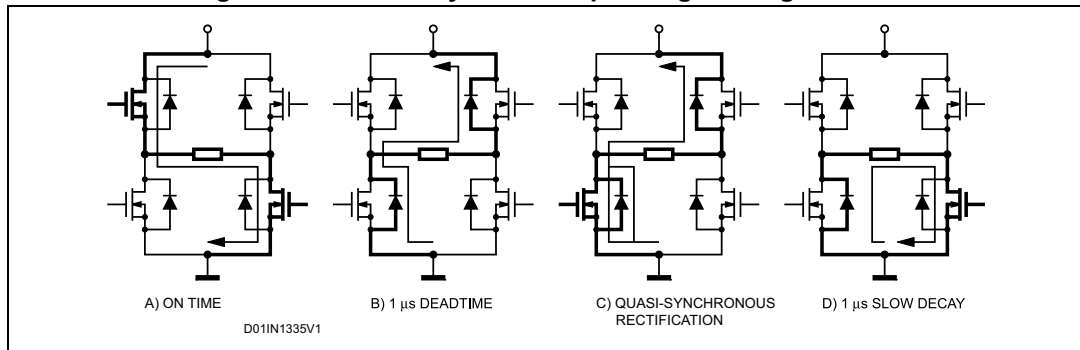 A) ON TIME
B) 1 μs DEADTIME
C) QUASI-SYNCHRONOUS
RECTIFICATION
D) 1 μs SLOW DECAY
D01IN1335V1